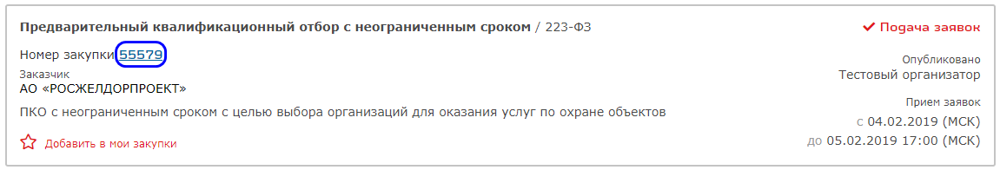 Предварительный квалификационный отбор с неограниченным сроком / 223-ФЗ
Подача заявок
Номер закупки 55579
Заказчик
АО «РОСЖЕЛДОРПРОЕКТ»
ПКО с неограниченным сроком с целью выбора организаций для оказания услуг по охране объектов
Добавить в мои закупки
Опубликовано
Тестовый организатор
Прием заявок
с 04.02.2019 (МСК)
до 05.02.2019 17:00 (МСК)